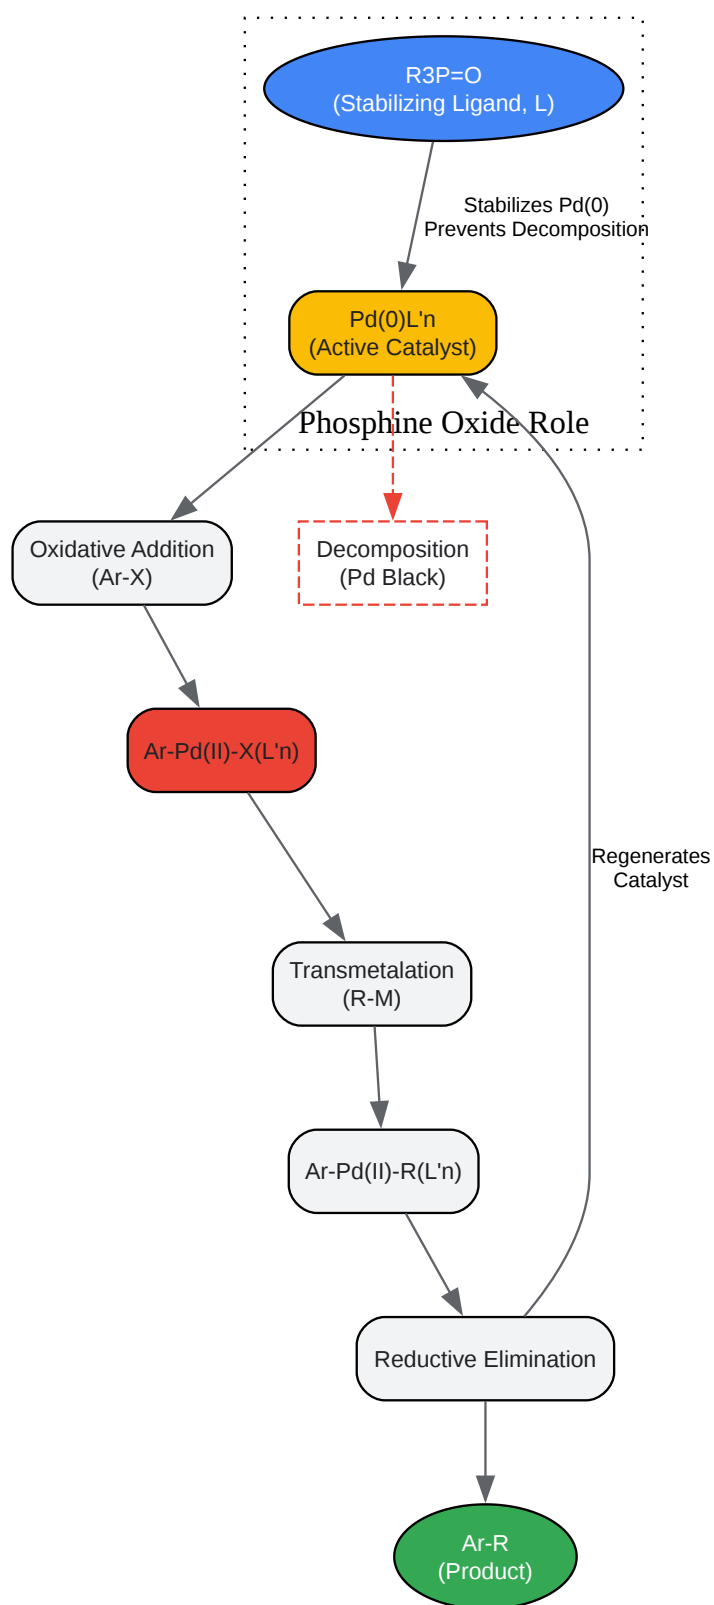 R3P=O
(Stabilizing Ligand, L)
Stabilizes Pd(0)
Prevents Decomposition
Pd(0)L'n
(Active Catalyst)
Phosphine Oxide Role
Oxidative Addition
(Ar-X)
Decomposition
(Pd Black)
Ar-Pd(II)-X(L'n)
Regenerates
Catalyst
Transmetalation
(R-M)
Ar-Pd(II)-R(L'n)
Reductive Elimination
Ar-R
(Product)